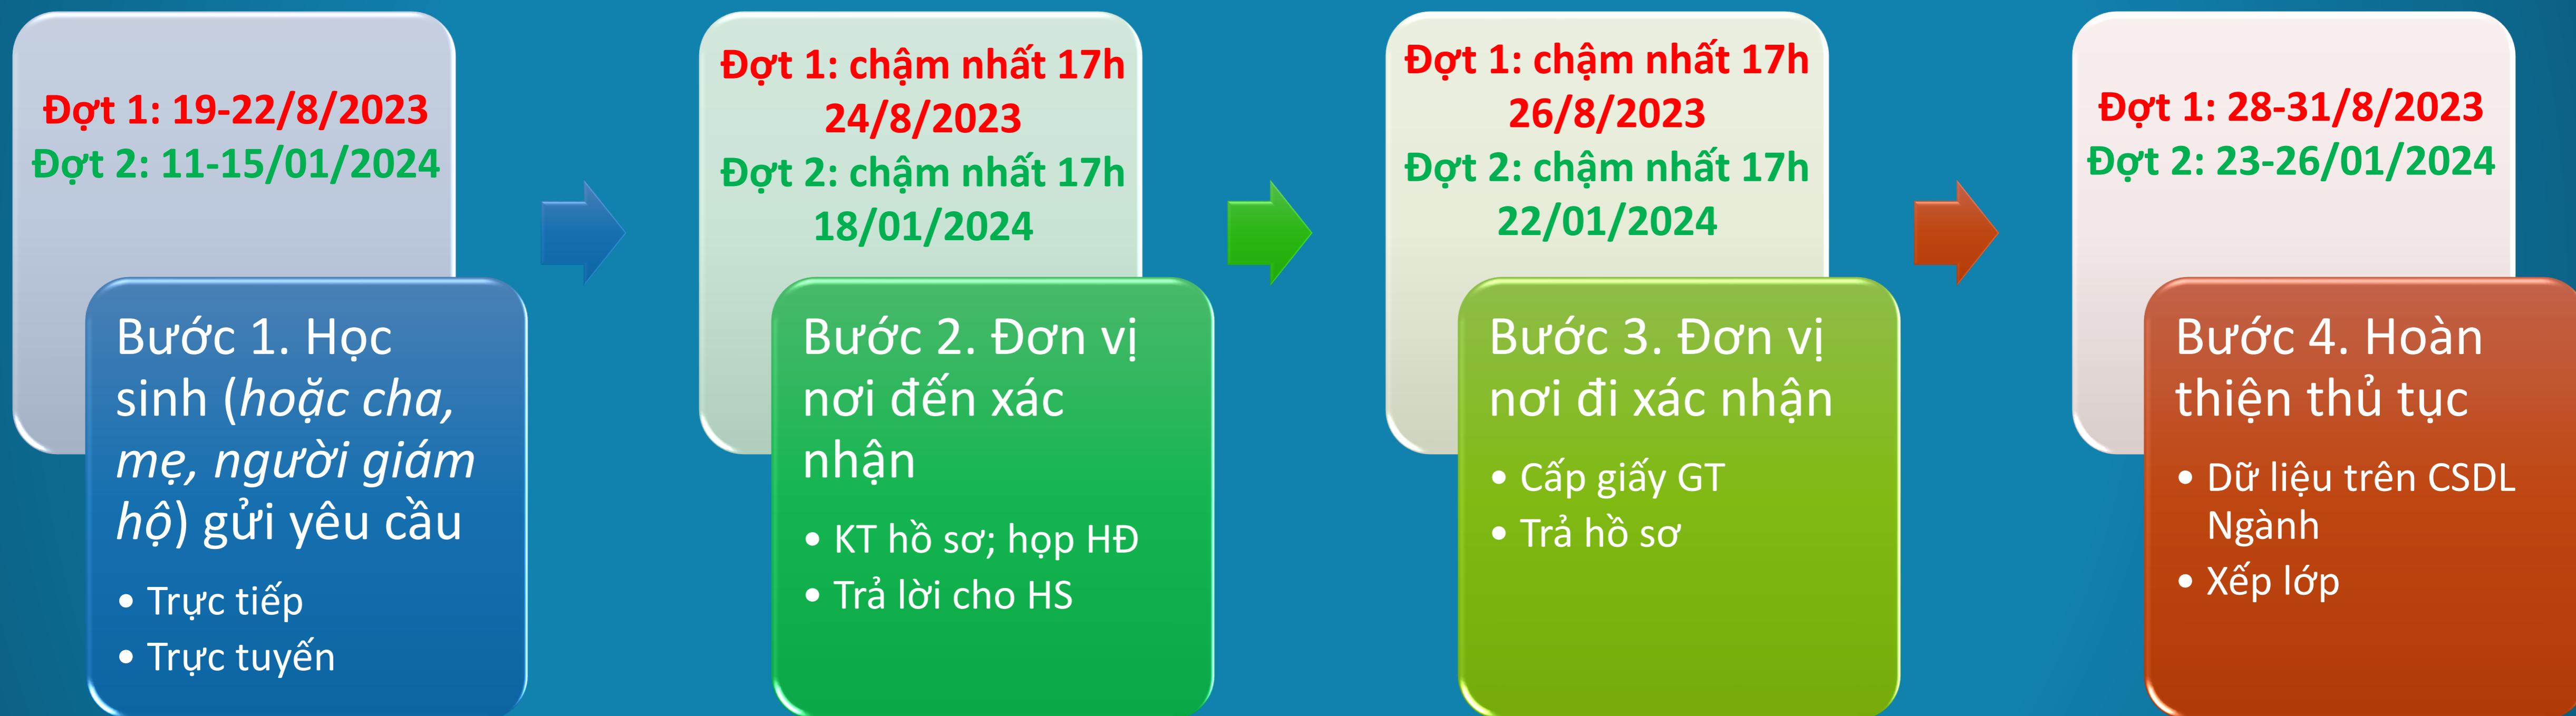 Đợt 1: 19-22/8/2023
Đợt 2: 11-15/01/2024
Bước 1. Học
sinh (hoặc cha,
mẹ, người giám
hộ) gửi yêu cầu
• Trực tiếp
• Trực tuyến
Đợt 1: chậm nhất 17h
24/8/2023
Đợt 2: chậm nhất 17h
18/01/2024
Bước 2. Đơn vị
nơi đến xác
nhận
• KT hồ sơ; họp HĐ
• Trả lời cho HS
Đợt 1: chậm nhất 17h
26/8/2023
Đợt 2: chậm nhất 17h
22/01/2024
Bước 3. Đơn vị
nơi đi xác nhận
• Cấp giấy GT
• Trả hồ sơ
Đợt 1: 28-31/8/2023
Đợt 2: 23-26/01/2024
Bước 4. Hoàn
thiện thủ tục
• Dữ liệu trên CSDL
Ngành
• Xếp lớp